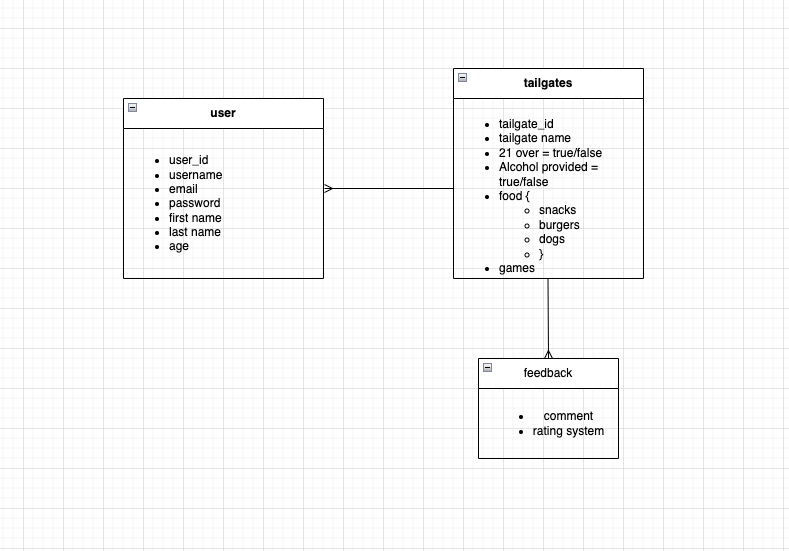 user
user_id
username
email
password
first name
last name
age
tailgates
tailgate_id
tailgate name
21 over = true/false
Alcohol provided =
true/false
food {
snacks
burgers
dogs
}
games
feedback
comment
rating system